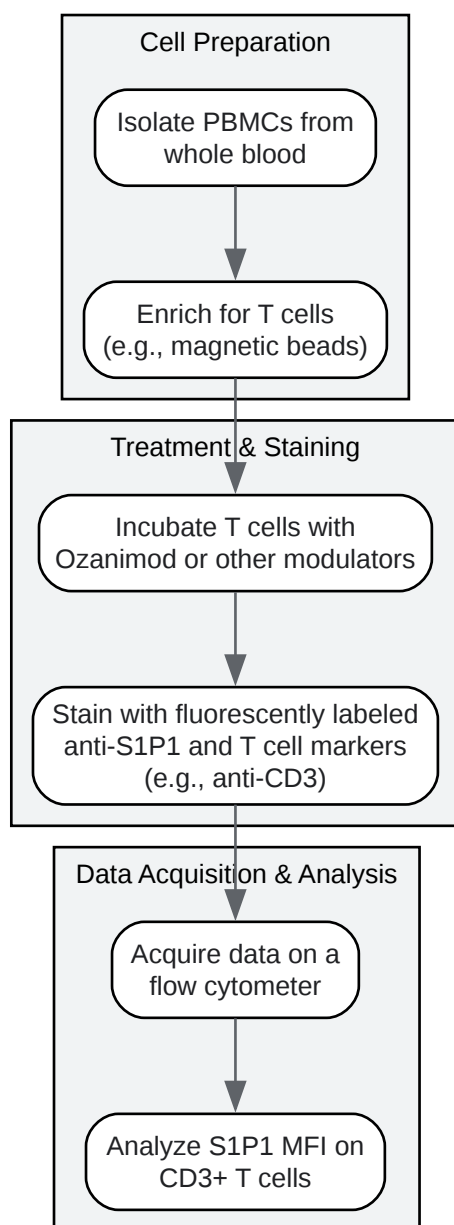 Cell Preparation
Isolate PBMCs from
whole blood
Enrich for T cells
(e.g., magnetic beads)
Treatment & Staining
Incubate T cells with
Ozanimod or other modulators
Stain with fluorescently labeled
anti-S1P1 and T cell markers
(e.g., anti-CD3)
Data Acquisition & Analysis
Acquire data on a
flow cytometer
Analyze S1P1 MFI on
CD3+ T cells